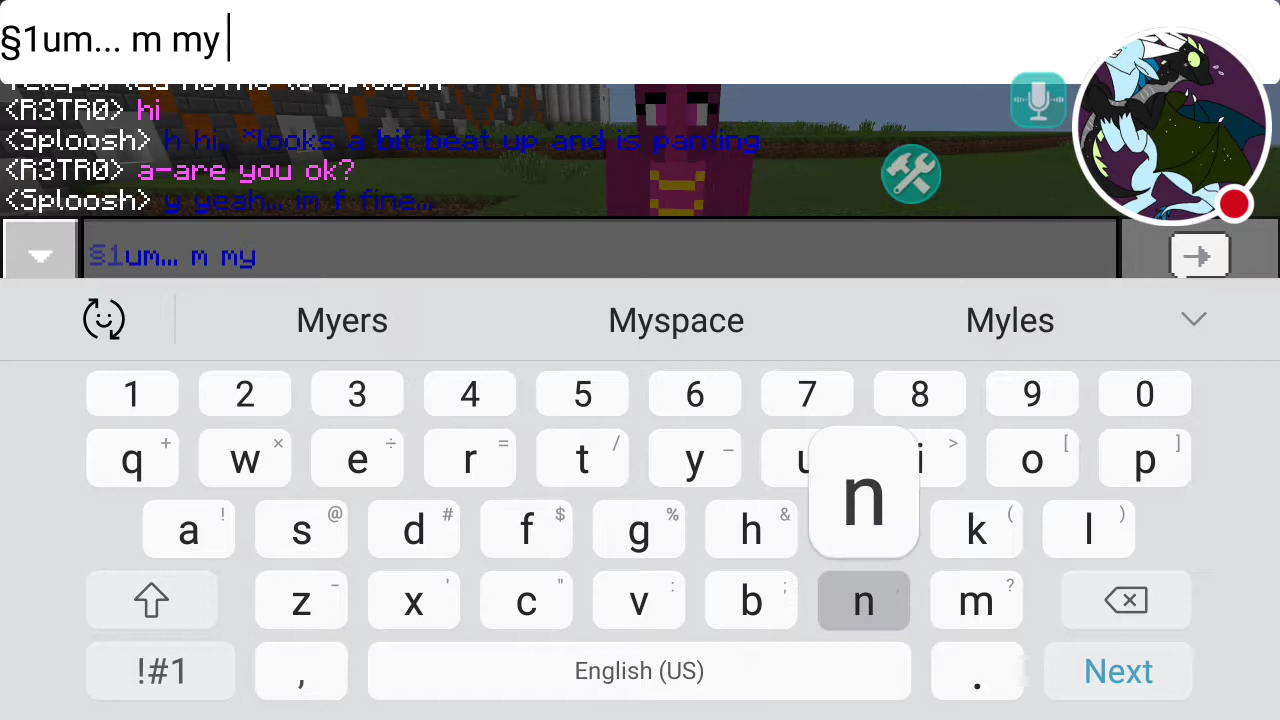 §1um... m my
<R3TR0> hi
<Sploosh> h hi.. *looks a bit beat up and is panting
<R3TR0> a-are you ok?
<Sploosh> y yeah... im f fine...
§1um... m my
Myers Myspace Myles
1 2 3 4 5 6 7 8 9 0
q + w × e ÷ r = t / y _ u i > o [ p ]
n
a ! s @ d # f $ g % h & k ( l )
z - x ' c " v : b ; n , m ?
!#1 , English (US) . Next